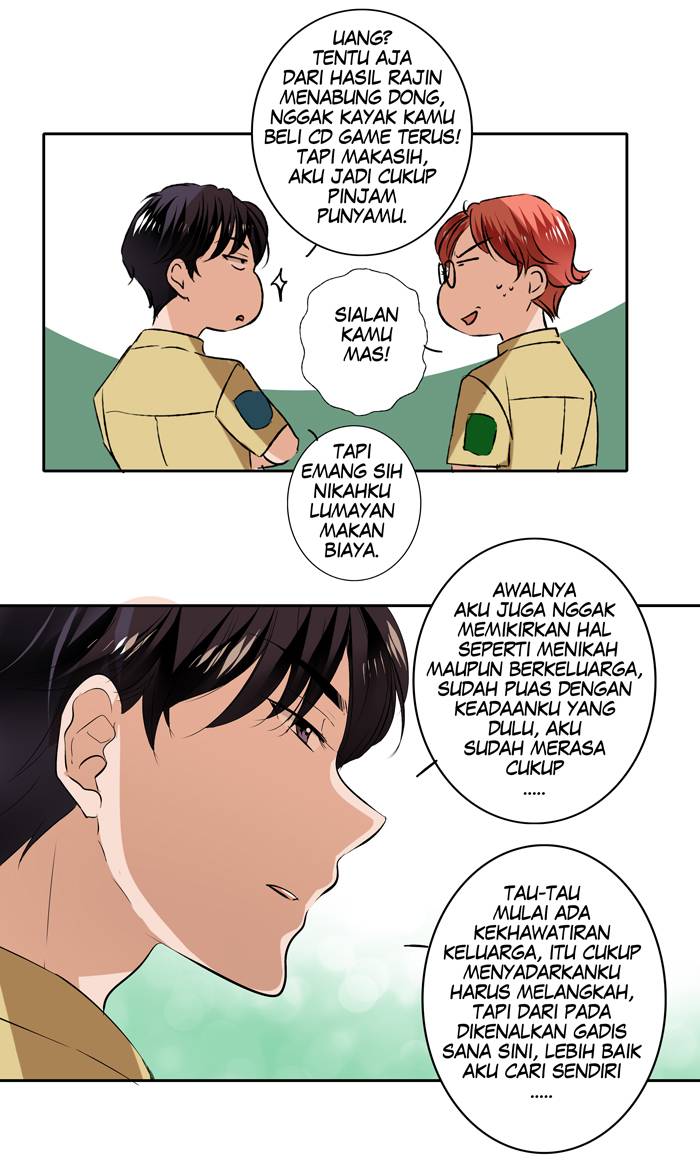 UANG?
TENTU AJA
DARI HASIL RAJIN
MENABUNG DONG,
NGGAK KAYAK KAMU
BELI CD GAME TERUS!
TAPI MAKASIH,
AKU JADI CUKUP
PINJAM
PUNYAMU.
SIALAN
KAMU
MAS!
TAPI
EMANG SIH
NIKAHKU
LUMAYAN
MAKAN
BIAYA.
AWALNYA
AKU JUGA NGGAK
MEMIKIRKAN HAL
SEPERTI MENIKAH
MAUPUN BERKELUARGA,
SUDAH PUAS DENGAN
KEADAANKU YANG
DULU, AKU
SUDAH MERASA
CUKUP
.....
TAU-TAU
MULAI ADA
KEKHAWATIRAN
KELUARGA, ITU CUKUP
MENYADARKANKU
HARUS MELANGKAH,
TAPI DARI PADA
DIKENALKAN GADIS
SANA SINI, LEBIH BAIK
AKU CARI SENDIRI
.....